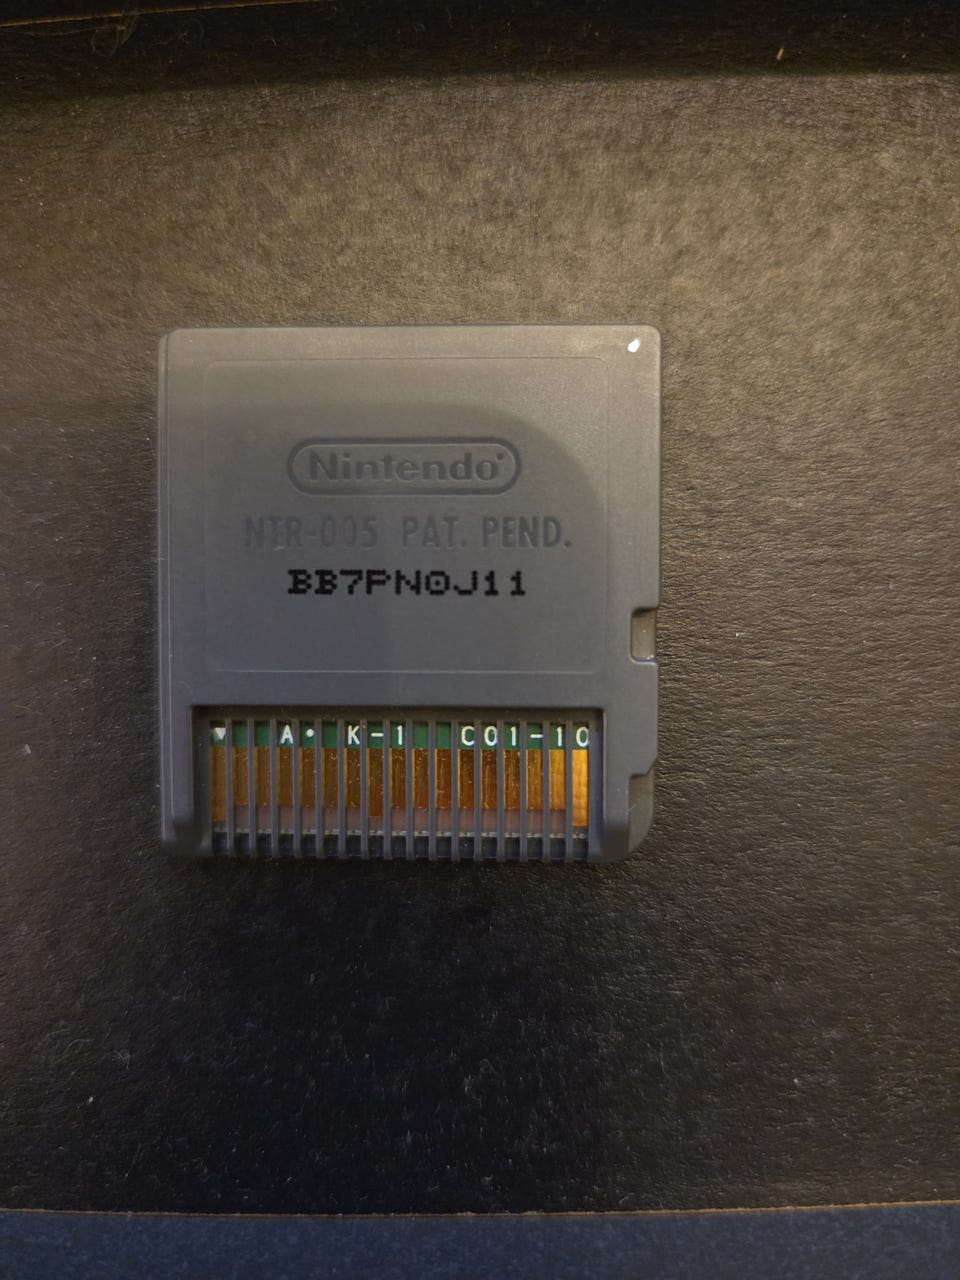 Nintendo
NTR-005 PAT. PEND.
BB7PN0J11
▼ A• K-1 C01-10